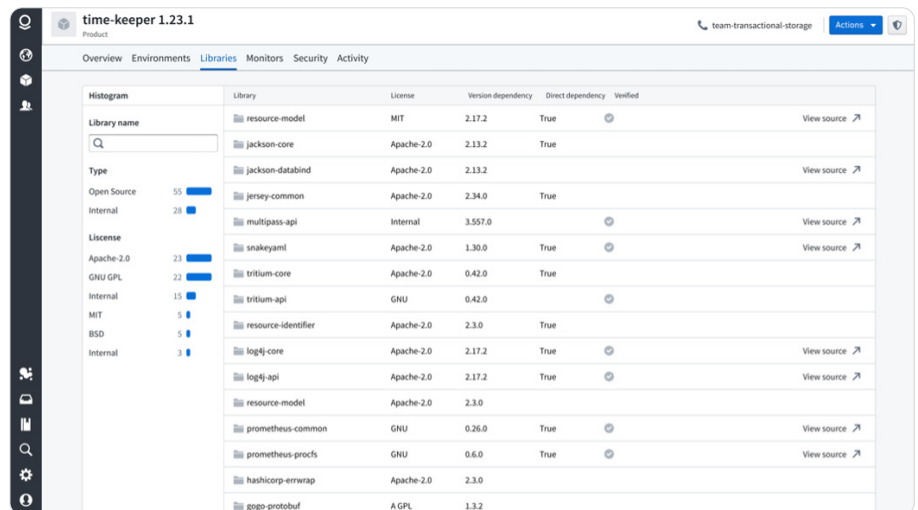 time-keeper 1.23.1
Product
team-transactional-storage
Actions
Overview Environments Libraries Monitors Security Activity
Histogram
Library name
Type
Open Source 55
Internal 28
Liscense
Apache-2.0 23
GNU GPL 22
Internal 15
MIT 5
BSD 5
Internal 3
Library License Version dependency Direct dependency Verified
resource-model MIT 2.17.2 True View source
jackson-core Apache-2.0 2.13.2 True
jackson-databind Apache-2.0 2.13.2 View source
jersey-common Apache-2.0 2.34.0 True
multipass-api Internal 3.557.0 View source
snakeyaml Apache-2.0 1.30.0 True View source
tritium-core Apache-2.0 0.42.0 True
tritium-api GNU 0.42.0
resource-identifier Apache-2.0 2.3.0 True
log4j-core Apache-2.0 2.17.2 True View source
log4j-api Apache-2.0 2.17.2 True View source
resource-model Apache-2.0 2.3.0
prometheus-common GNU 0.26.0 True View source
prometheus-procfs GNU 0.6.0 True View source
hashicorp-errwrap Apache-2.0 2.3.0
gogo-protobuf A GPL 1.3.2